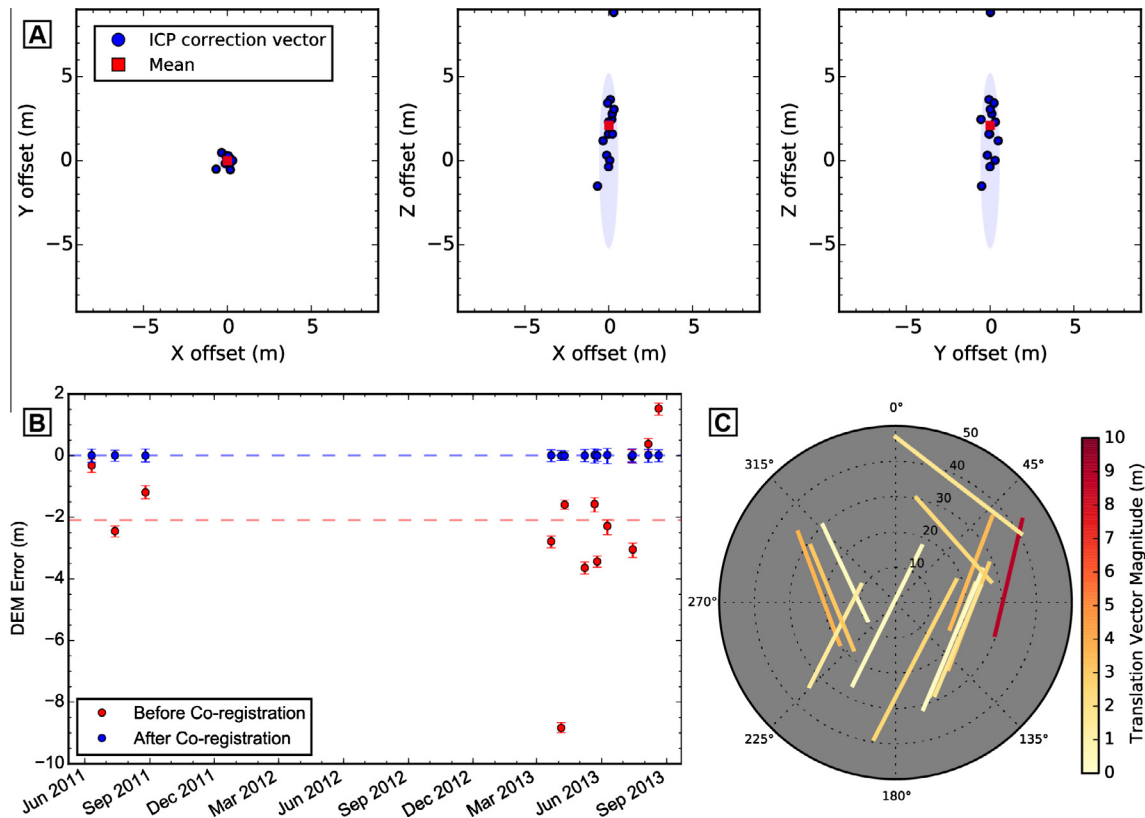 A
ICP correction vector
Mean
Y offset (m)
5
0
−5
−5
0
5
X offset (m)
Z offset (m)
5
0
−5
−5
0
5
X offset (m)
Z offset (m)
5
0
−5
−5
0
5
Y offset (m)
B
DEM Error (m)
2
0
−2
−4
−6
−8
−10
Before Co-registration
After Co-registration
Jun 2011
Sep 2011
Dec 2011
Mar 2012
Jun 2012
Sep 2012
Dec 2012
Mar 2013
Jun 2013
Sep 2013
C
0°
45°
135°
180°
225°
270°
315°
50
40
30
20
10
10
9
8
7
6
5
4
3
2
1
0
Translation Vector Magnitude (m)